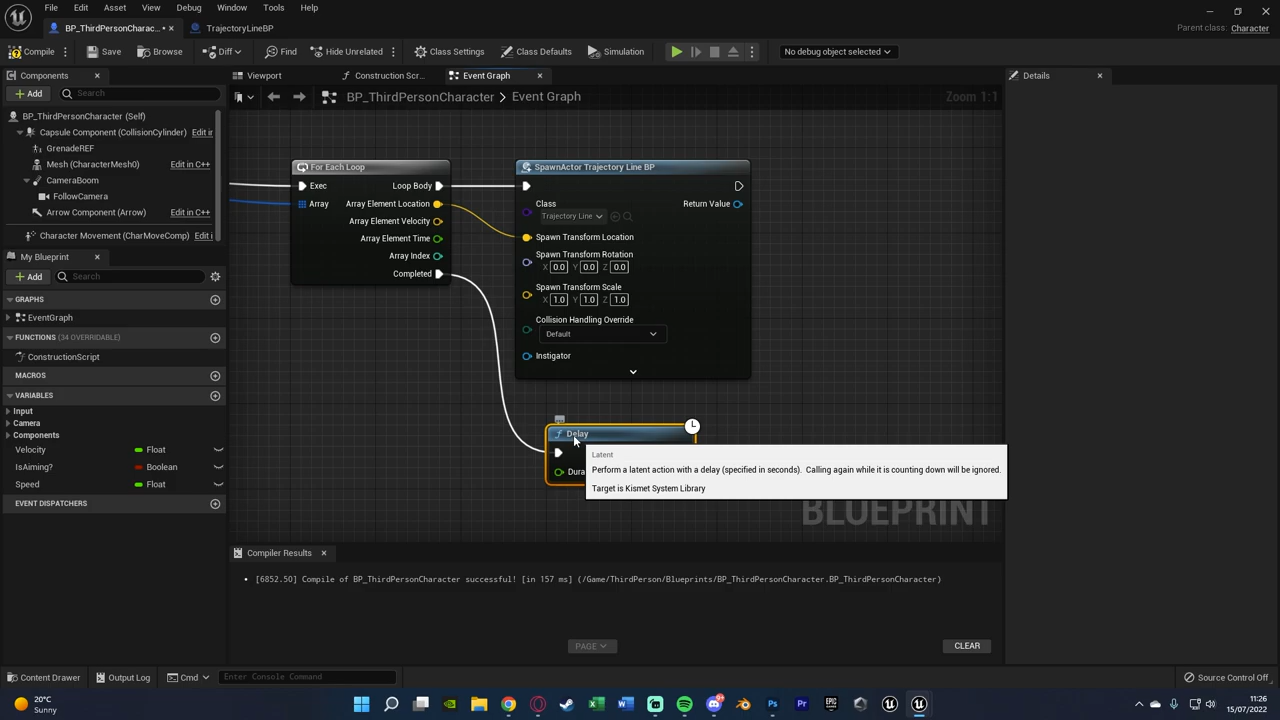 File Edit Asset View Debug Window Tools Help
BP_ThirdPersonCharac... • × TrajectoryLineBP
Parent class: Character
Compile Save Browse Diff Find Hide Unrelated Class Settings Class Defaults Simulation No debug object selected
Components × Viewport Construction Scr... Event Graph × Details ×
+ Add Search
BP_ThirdPersonCharacter > Event Graph Zoom 1:1
BP_ThirdPersonCharacter (Self)
Capsule Component (CollisionCylinder) Edit in
GrenadeREF
Mesh (CharacterMesh0) Edit in C++
CameraBoom
FollowCamera
Arrow Component (Arrow) Edit in C++
Character Movement (CharMoveComp) Edit i
My Blueprint ×
+ Add Search
GRAPHS
EventGraph
FUNCTIONS (34 OVERRIDABLE)
ConstructionScript
MACROS
VARIABLES
Input
Camera
Components
Velocity Float
IsAiming? Boolean
Speed Float
EVENT DISPATCHERS
For Each Loop
Exec Loop Body
Array Array Element Location
Array Element Velocity
Array Element Time
Array Index
Completed
SpawnActor Trajectory Line BP
Class Return Value
Trajectory Line
Spawn Transform Location
Spawn Transform Rotation
X 0.0 Y 0.0 Z 0.0
Spawn Transform Scale
X 1.0 Y 1.0 Z 1.0
Collision Handling Override
Default
Instigator
f Delay
Dura
Latent
Perform a latent action with a delay (specified in seconds). Calling again while it is counting down will be ignored.
Target is Kismet System Library
BLUEPRINT
Compiler Results ×
• [6852.50] Compile of BP_ThirdPersonCharacter successful! [in 157 ms] (/Game/ThirdPerson/Blueprints/BP_ThirdPersonCharacter.BP_ThirdPersonCharacter)
PAGE CLEAR
Content Drawer Output Log Cmd Enter Console Command Source Control Off
20°C
Sunny
11:26
15/07/2022